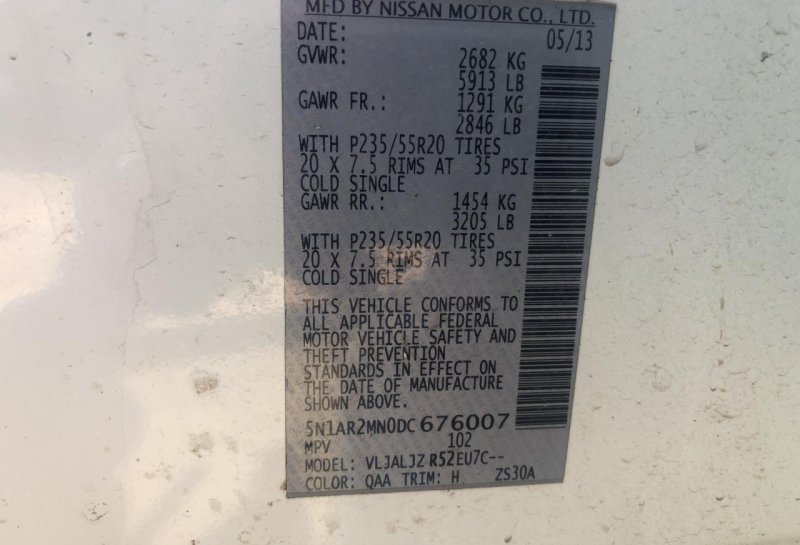 MFD BY NISSAN MOTOR CO., LTD.
DATE: 05/13
GVWR: 2682 KG
5913 LB
GAWR FR.: 1291 KG
2846 LB
WITH P235/55R20 TIRES
20 X 7.5 RIMS AT 35 PSI
COLD SINGLE
GAWR RR.: 1454 KG
3205 LB
WITH P235/55R20 TIRES
20 X 7.5 RIMS AT 35 PSI
COLD SINGLE
THIS VEHICLE CONFORMS TO
ALL APPLICABLE FEDERAL
MOTOR VEHICLE SAFETY AND
THEFT PREVENTION
STANDARDS IN EFFECT ON
THE DATE OF MANUFACTURE
SHOWN ABOVE.
5N1AR2MN0DC676007
MPV 102
MODEL: VLJALJZ R52EU7C--
COLOR: QAA TRIM: H ZS30A